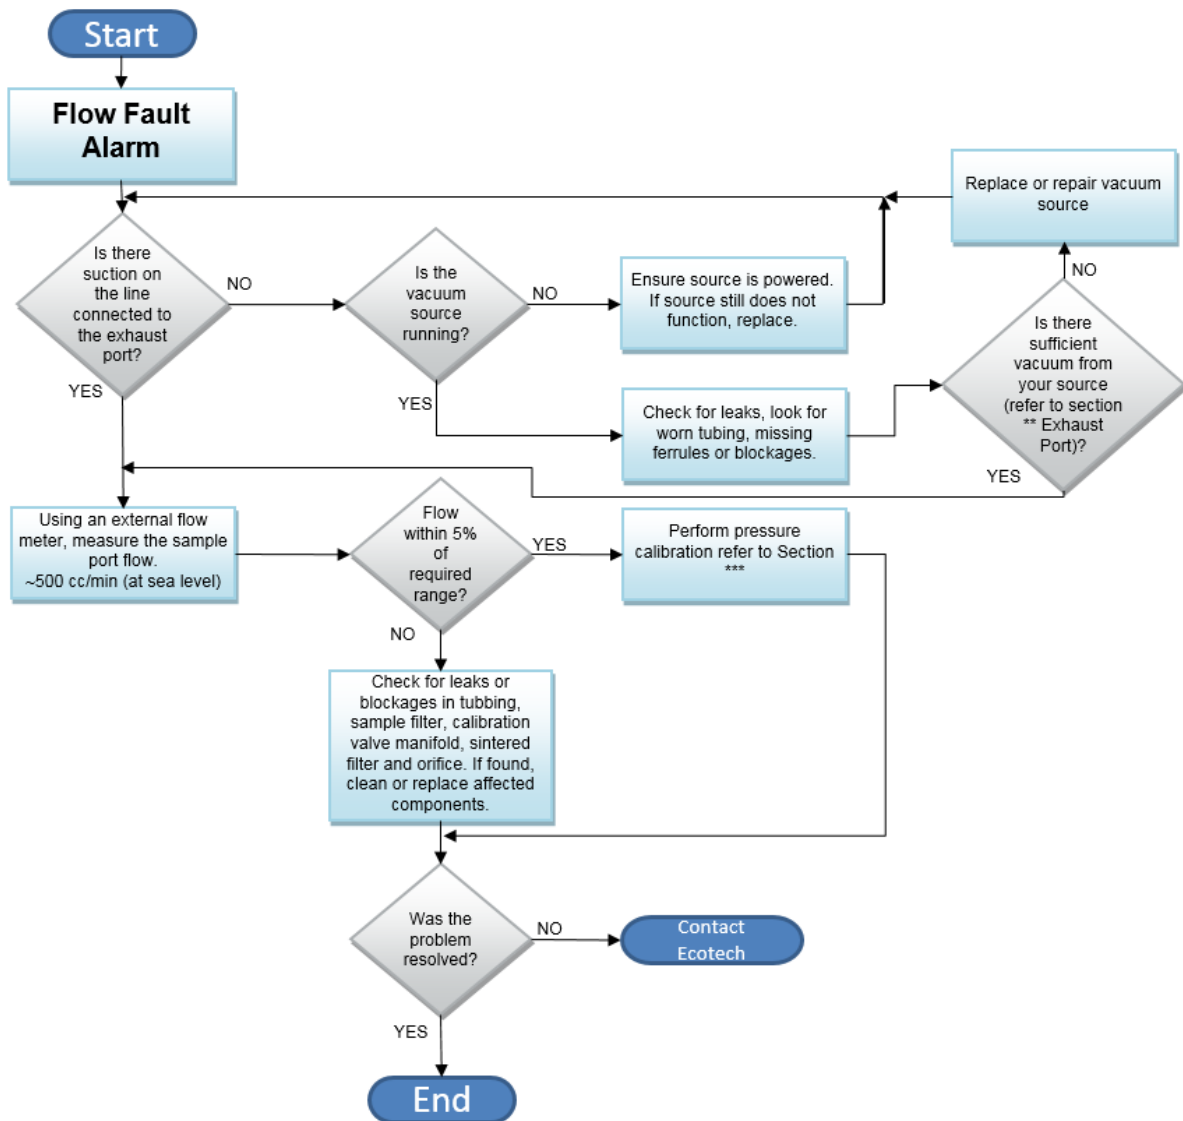 Start
Flow Fault
Alarm
Replace or repair vacuum
source
Is there
suction on
the line
connected to
the exhaust
port?
NO
Is the
vacuum
source
running?
NO
Ensure source is powered.
If source still does not
function, replace.
NO
Is there
sufficient
vacuum from
your source
(refer to section
** Exhaust
Port)?
YES
YES
Check for leaks, look for
worn tubing, missing
ferrules or blockages.
YES
Using an external flow
meter, measure the sample
port flow.
~500 cc/min (at sea level)
Flow
within 5%
of
required
range?
YES
Perform pressure
calibration refer to Section
***
NO
Check for leaks or
blockages in tubbing,
sample filter, calibration
valve manifold, sintered
filter and orifice. If found,
clean or replace affected
components.
Was the
problem
resolved?
NO
Contact
Ecotech
YES
End